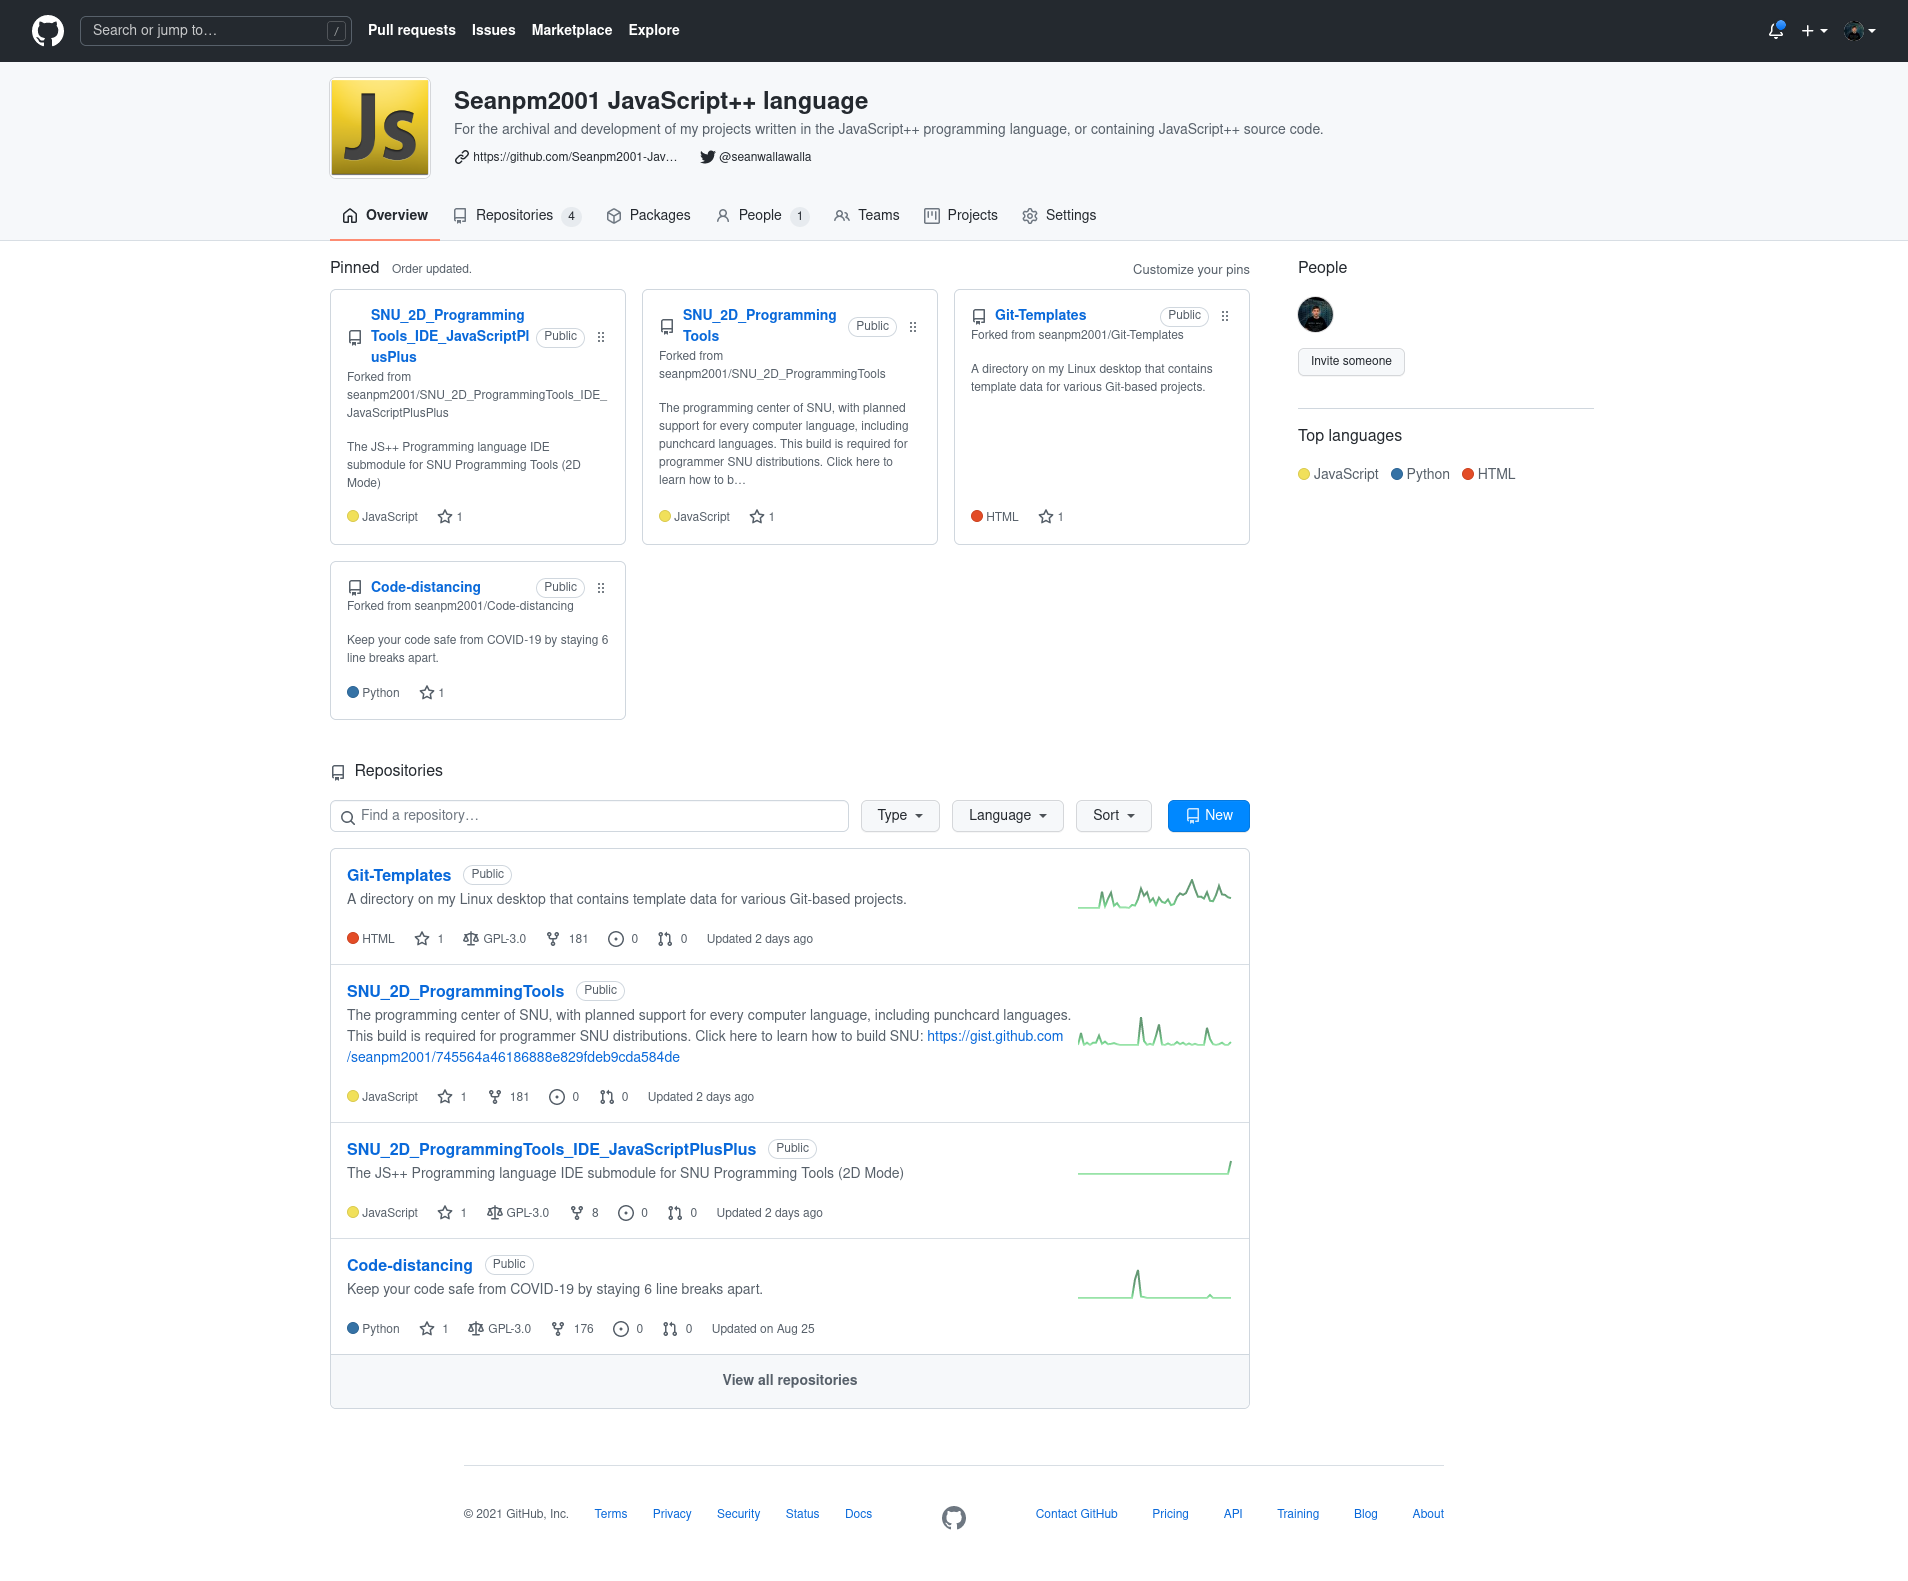 Search or jump to… /
Pull requests Issues Marketplace Explore
Js
Seanpm2001 JavaScript++ language
For the archival and development of my projects written in the JavaScript++ programming language, or containing JavaScript++ source code.
https://github.com/Seanpm2001-Jav… @seanwallawalla
Overview Repositories 4 Packages People 1 Teams Projects Settings
Pinned Order updated. Customize your pins
SNU_2D_Programming
Tools_IDE_JavaScriptPl
usPlus
Public
Forked from
seanpm2001/SNU_2D_ProgrammingTools_IDE_
JavaScriptPlusPlus
The JS++ Programming language IDE
submodule for SNU Programming Tools (2D
Mode)
JavaScript 1
SNU_2D_Programming
Tools
Public
Forked from
seanpm2001/SNU_2D_ProgrammingTools
The programming center of SNU, with planned
support for every computer language, including
punchcard languages. This build is required for
programmer SNU distributions. Click here to
learn how to b…
JavaScript 1
Git-Templates Public
Forked from seanpm2001/Git-Templates
A directory on my Linux desktop that contains
template data for various Git-based projects.
HTML 1
Code-distancing Public
Forked from seanpm2001/Code-distancing
Keep your code safe from COVID-19 by staying 6
line breaks apart.
Python 1
People
Invite someone
Top languages
JavaScript Python HTML
Repositories
Find a repository… Type Language Sort New
Git-Templates Public
A directory on my Linux desktop that contains template data for various Git-based projects.
HTML 1 GPL-3.0 181 0 0 Updated 2 days ago
SNU_2D_ProgrammingTools Public
The programming center of SNU, with planned support for every computer language, including punchcard languages.
This build is required for programmer SNU distributions. Click here to learn how to build SNU: https://gist.github.com
/seanpm2001/745564a46186888e829fdeb9cda584de
JavaScript 1 181 0 0 Updated 2 days ago
SNU_2D_ProgrammingTools_IDE_JavaScriptPlusPlus Public
The JS++ Programming language IDE submodule for SNU Programming Tools (2D Mode)
JavaScript 1 GPL-3.0 8 0 0 Updated 2 days ago
Code-distancing Public
Keep your code safe from COVID-19 by staying 6 line breaks apart.
Python 1 GPL-3.0 176 0 0 Updated on Aug 25
View all repositories
© 2021 GitHub, Inc. Terms Privacy Security Status Docs Contact GitHub Pricing API Training Blog About